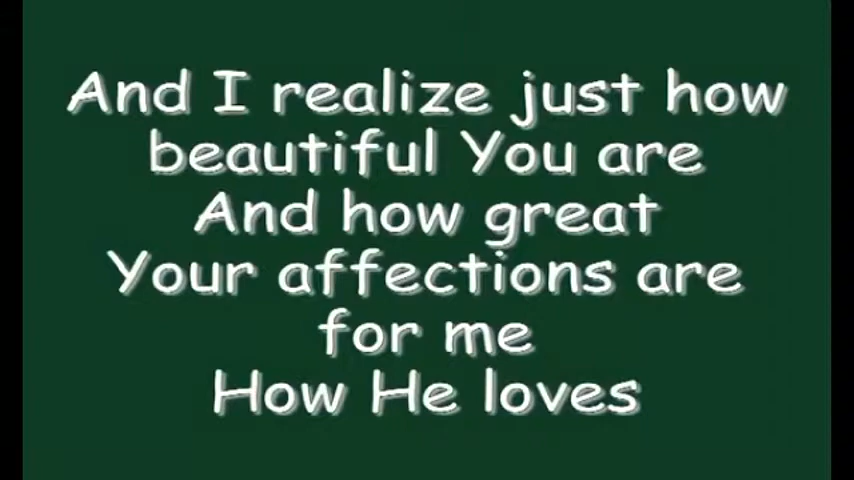 And I realize just how
beautiful You are
And how great
Your affections are
for me
How He loves